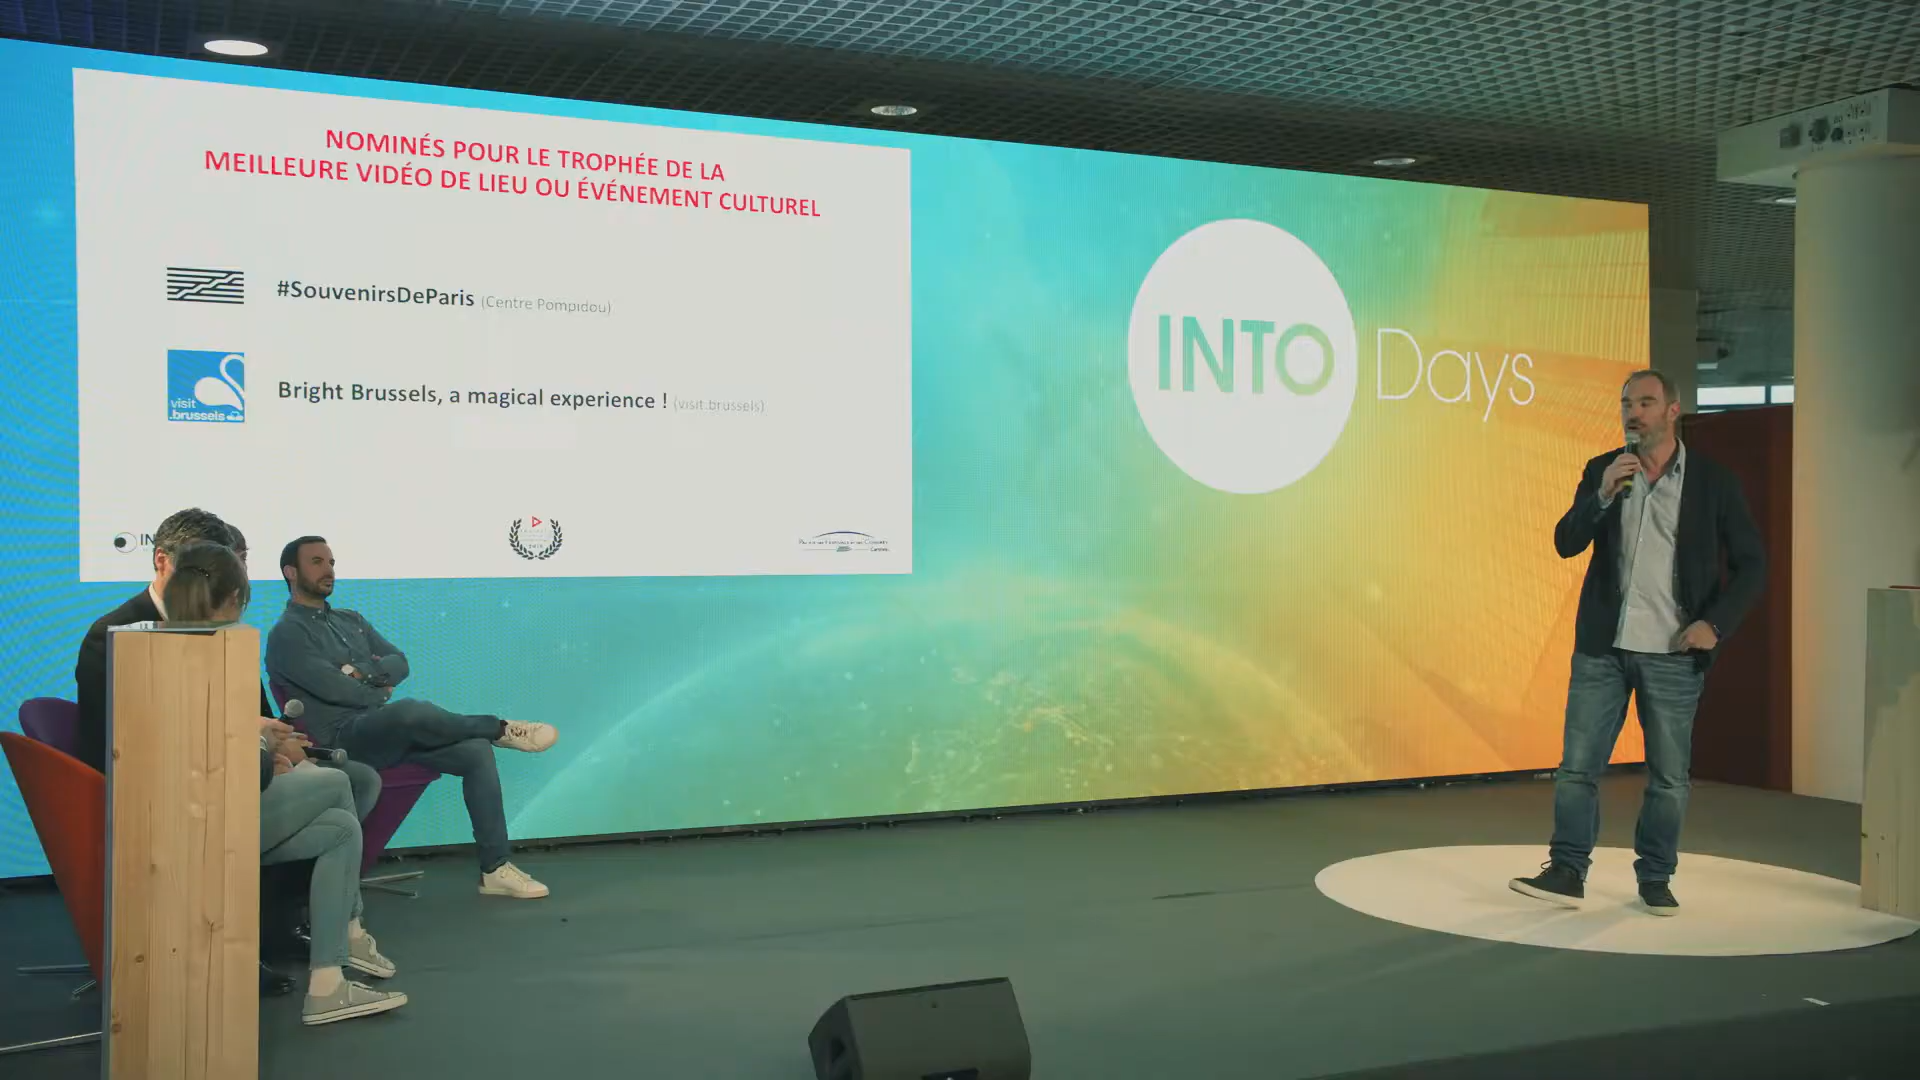 NOMINÉS POUR LE TROPHÉE DE LA
MEILLEURE VIDÉO DE LIEU OU ÉVÉNEMENT CULTUREL
#SouvenirsDeParis (Centre Pompidou)
visit
.brussels
Bright Brussels, a magical experience ! (visit.brussels)
IN
INTO Days